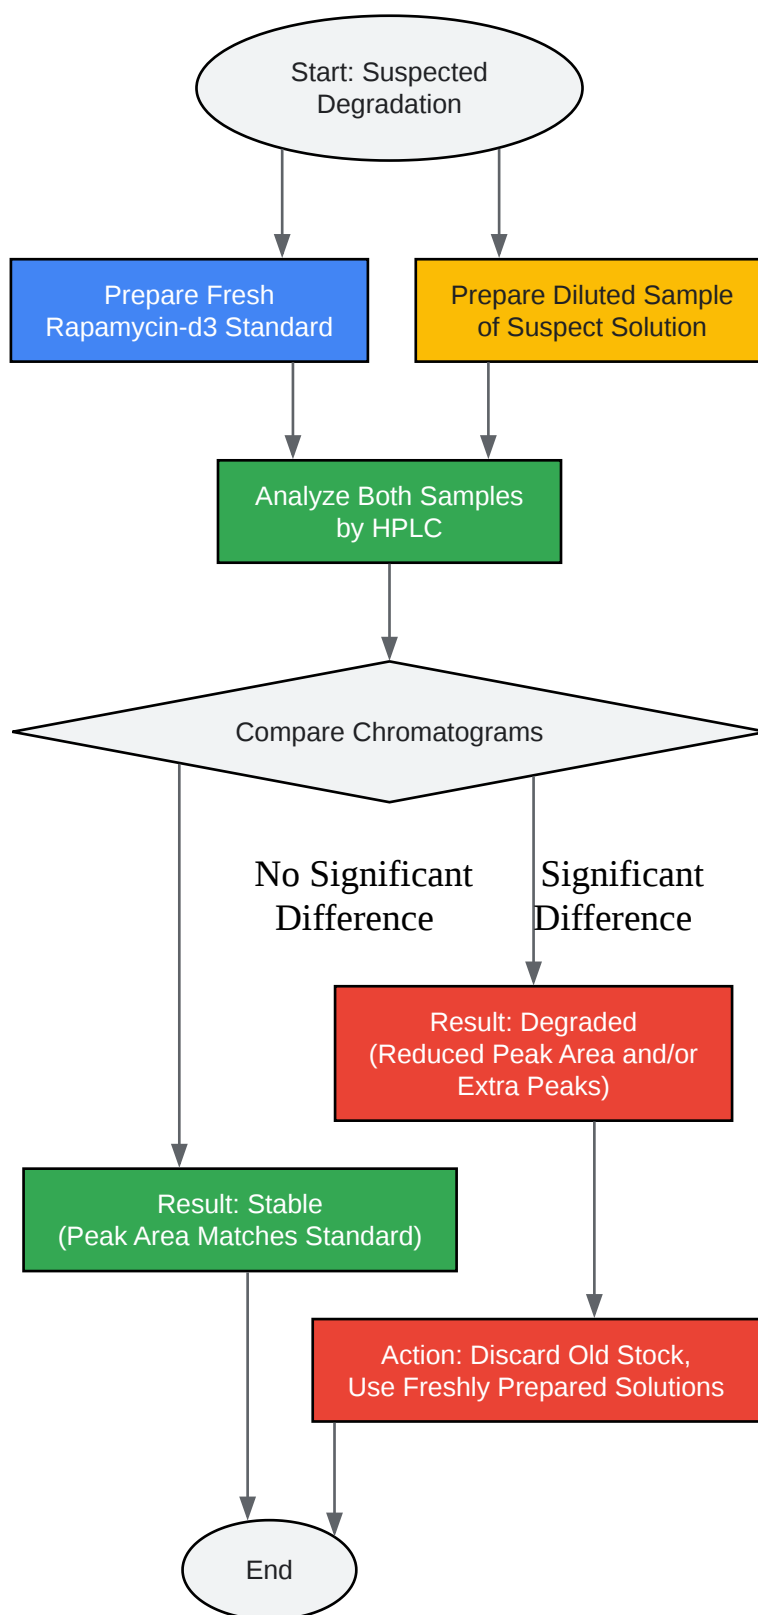 Start: Suspected
Degradation
Prepare Fresh
Rapamycin-d3 Standard
Prepare Diluted Sample
of Suspect Solution
Analyze Both Samples
by HPLC
Compare Chromatograms
No Significant
Difference
Significant
Difference
Result: Degraded
(Reduced Peak Area and/or
Extra Peaks)
Result: Stable
(Peak Area Matches Standard)
Action: Discard Old Stock,
Use Freshly Prepared Solutions
End